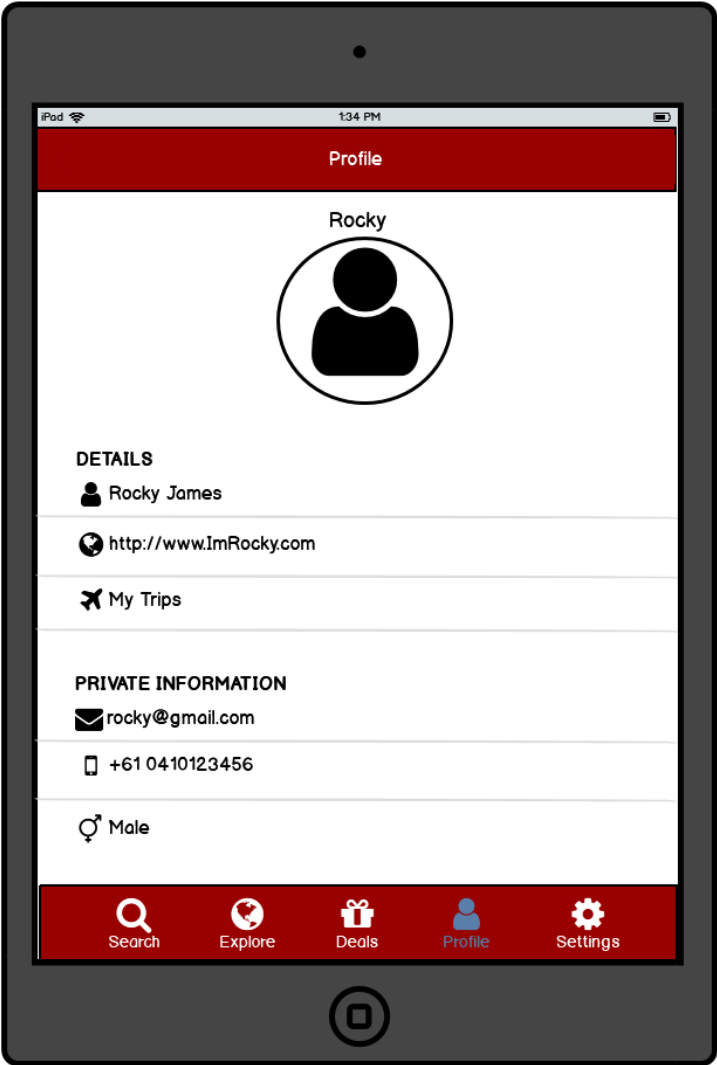 iPad 1:34 PM
Profile
Rocky
DETAILS
Rocky James
http://www.ImRocky.com
My Trips
PRIVATE INFORMATION
rocky@gmail.com
+61 0410123456
Male
Search Explore Deals Profile Settings